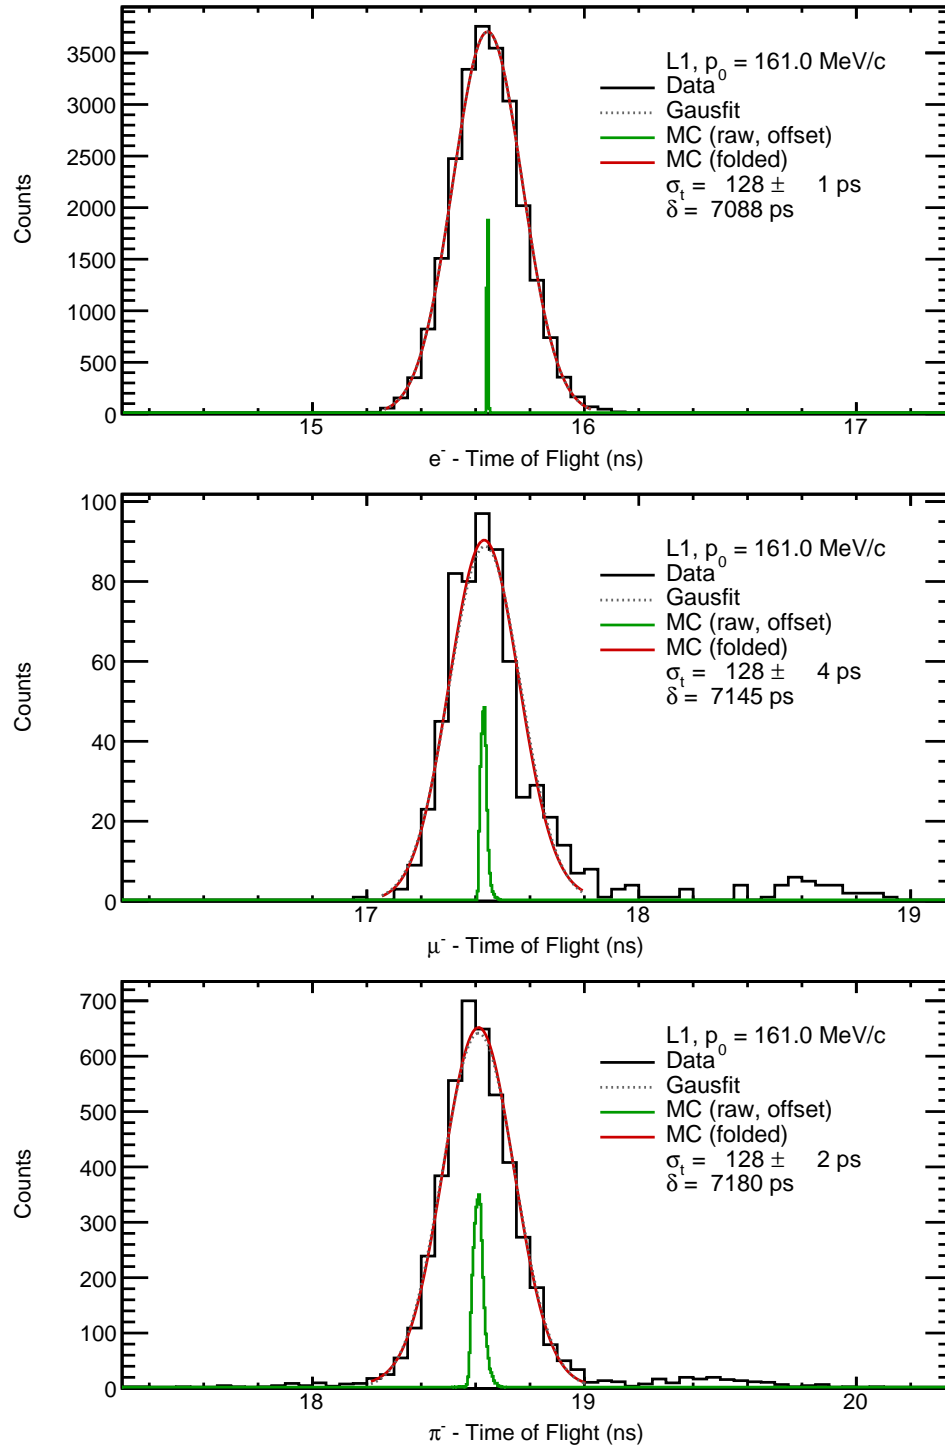 3500
3000
2500
2000
1500
1000
500
0
Counts
L1, p₀ = 161.0 MeV/c
Data
Gausfit
MC (raw, offset)
MC (folded)
σₜ = 128 ± 1 ps
δ = 7088 ps
15 16 17
e⁻ - Time of Flight (ns)
100
80
60
40
20
0
Counts
L1, p₀ = 161.0 MeV/c
Data
Gausfit
MC (raw, offset)
MC (folded)
σₜ = 128 ± 4 ps
δ = 7145 ps
17 18 19
μ⁻ - Time of Flight (ns)
700
600
500
400
300
200
100
0
Counts
L1, p₀ = 161.0 MeV/c
Data
Gausfit
MC (raw, offset)
MC (folded)
σₜ = 128 ± 2 ps
δ = 7180 ps
18 19 20
π⁻ - Time of Flight (ns)